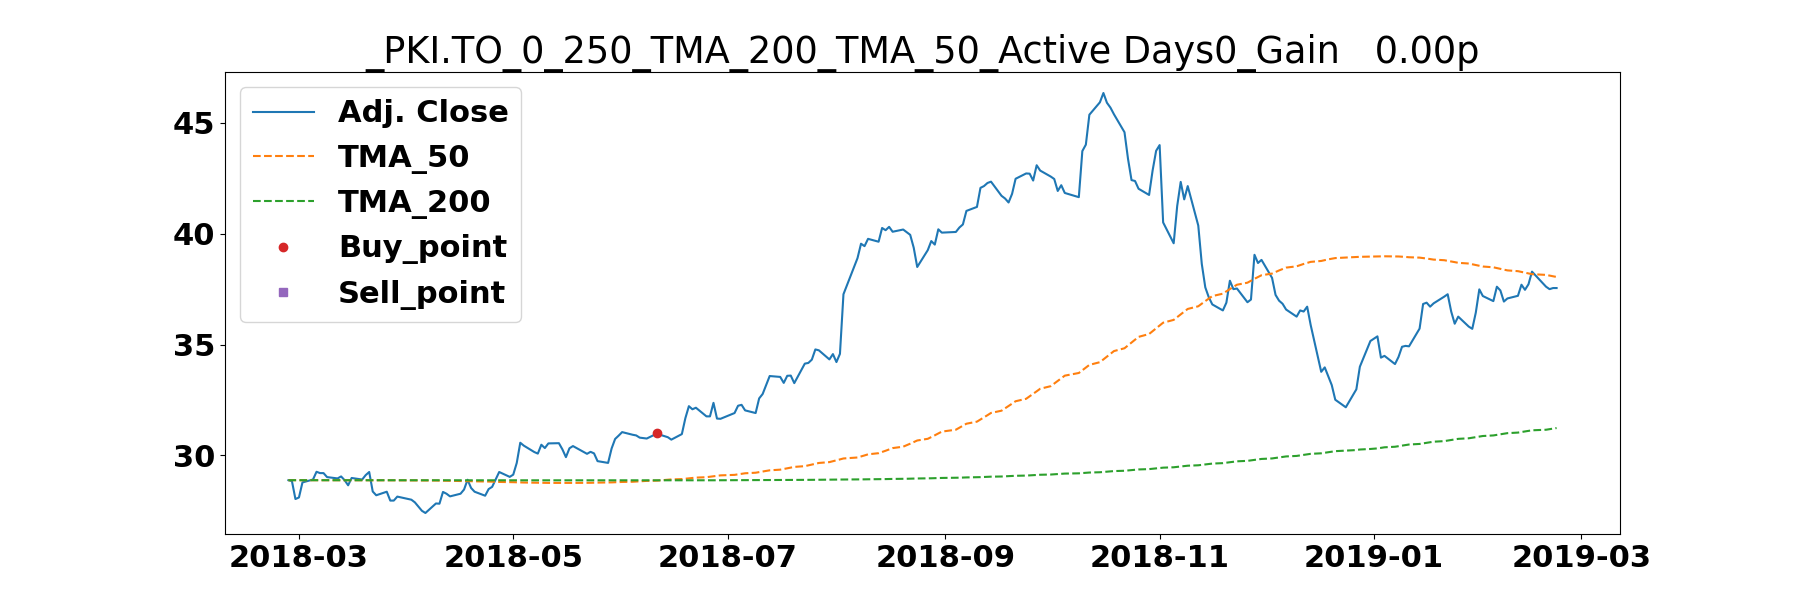 _PKI.TO_0_250_TMA_200_TMA_50_Active Days0_Gain   0.00p
45
40
35
30
Adj. Close
TMA_50
TMA_200
Buy_point
Sell_point
2018-03 2018-05 2018-07 2018-09 2018-11 2019-01 2019-03